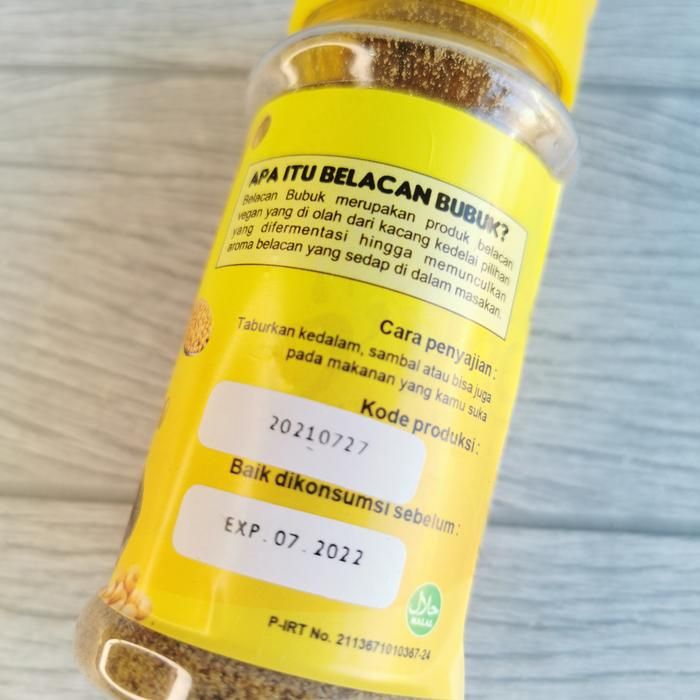 APA ITU BELACAN BUBUK?
Belacan Bubuk merupakan produk belacan
vegan yang di olah dari kacang kedelai pilihan
yang difermentasi hingga memunculkan
aroma belacan yang sedap di dalam masakan.
Cara penyajian :
Taburkan kedalam, sambal atau bisa juga
pada makanan yang kamu suka
Kode produksi :
20210727
Baik dikonsumsi sebelum :
EXP. 07. 2022
حلال
HALAL
P-IRT No. 2113671010367-24